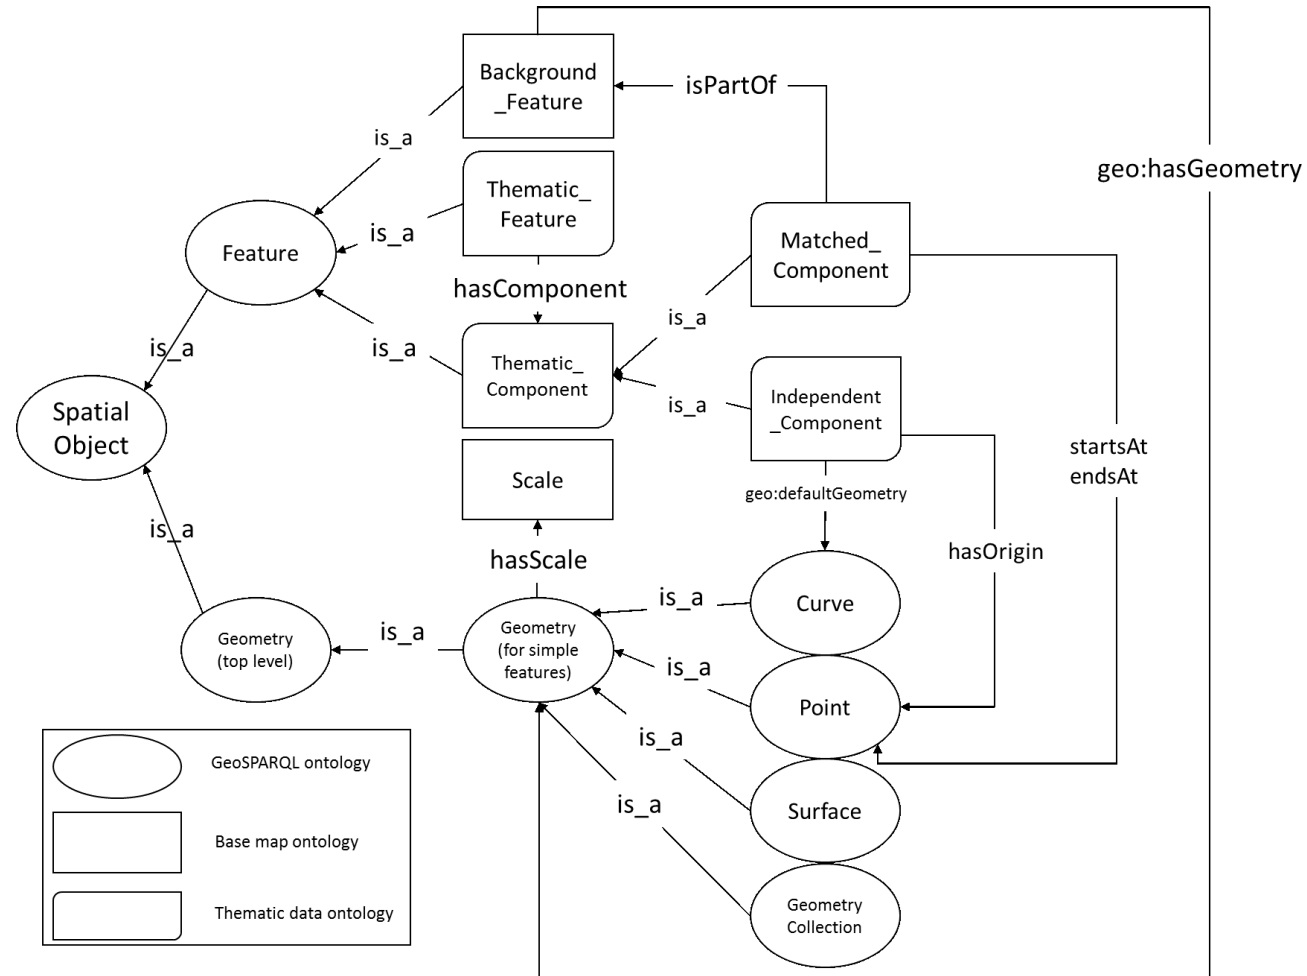 Background
_Feature
isPartOf
is_a
geo:hasGeometry
Thematic_
Feature
is_a
Feature
Matched_
Component
hasComponent
is_a
is_a
is_a
Thematic_
Component
Independent
_Component
is_a
Spatial
Object
startsAt
endsAt
Scale
geo:defaultGeometry
is_a
hasScale
hasOrigin
Curve
is_a
Geometry
(top level)
is_a
Geometry
(for simple
features)
is_a
Point
is_a
GeoSPARQL ontology
is_a
Surface
Base map ontology
Geometry
Collection
Thematic data ontology